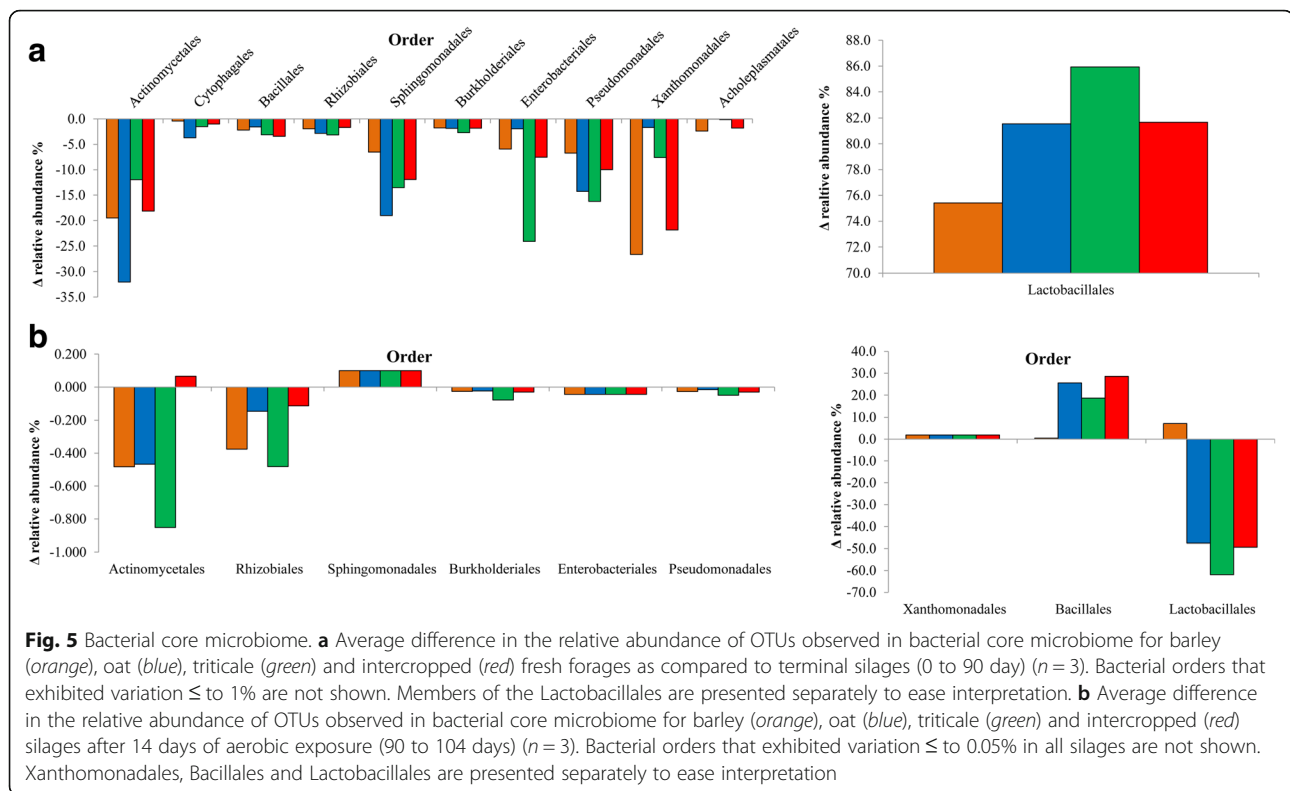 a
Order
Actinomycetales
Cytophagales
Bacillales
Rhizobiales
Sphingomonadales
Burkholderiales
Enterobacteriales
Pseudomonadales
Xanthomonadales
Acholeplasmatales
0.0
-5.0
-10.0
-15.0
-20.0
-25.0
-30.0
-35.0
Δ relative abundance %
88.0
86.0
84.0
82.0
80.0
78.0
76.0
74.0
72.0
70.0
Δ realtive abundance %
Lactobacillales
b
Order
0.200
0.000
-0.200
-0.400
-0.600
-0.800
-1.000
Δ relative abundance %
Actinomycetales Rhizobiales Sphingomonadales Burkholderiales Enterobacteriales Pseudomonadales
Order
40.0
30.0
20.0
10.0
0.0
-10.0
-20.0
-30.0
-40.0
-50.0
-60.0
-70.0
Δ relative abundance %
Xanthomonadales Bacillales Lactobacillales
Fig. 5 Bacterial core microbiome. a Average difference in the relative abundance of OTUs observed in bacterial core microbiome for barley
(orange), oat (blue), triticale (green) and intercropped (red) fresh forages as compared to terminal silages (0 to 90 day) (n = 3). Bacterial orders that
exhibited variation ≤ to 1% are not shown. Members of the Lactobacillales are presented separately to ease interpretation. b Average difference
in the relative abundance of OTUs observed in bacterial core microbiome for barley (orange), oat (blue), triticale (green) and intercropped (red)
silages after 14 days of aerobic exposure (90 to 104 days) (n = 3). Bacterial orders that exhibited variation ≤ to 0.05% in all silages are not shown.
Xanthomonadales, Bacillales and Lactobacillales are presented separately to ease interpretation